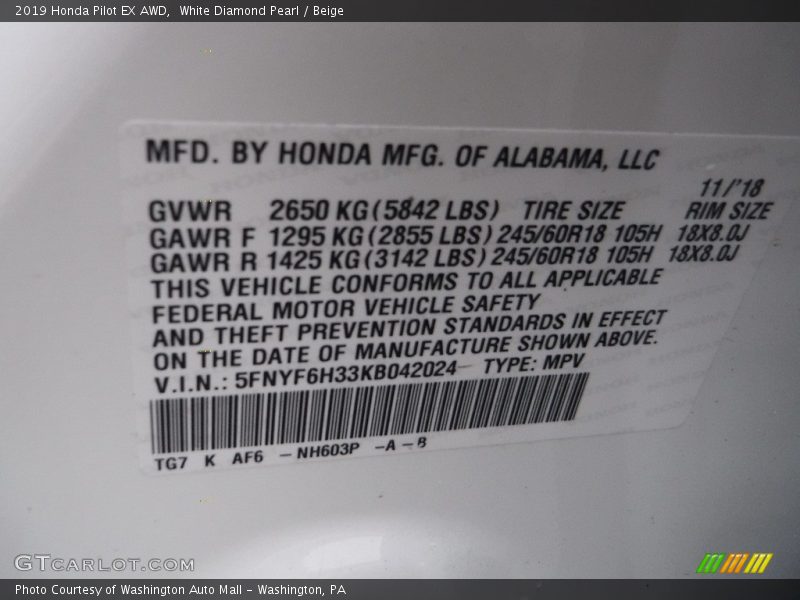 2019 Honda Pilot EX AWD,  White Diamond Pearl / Beige
MFD. BY HONDA MFG. OF ALABAMA, LLC
11/'18
GVWR 2650 KG (5842 LBS) TIRE SIZE RIM SIZE
GAWR F 1295 KG (2855 LBS) 245/60R18 105H 18X8.0J
GAWR R 1425 KG (3142 LBS) 245/60R18 105H 18X8.0J
THIS VEHICLE CONFORMS TO ALL APPLICABLE
FEDERAL MOTOR VEHICLE SAFETY
AND THEFT PREVENTION STANDARDS IN EFFECT
ON THE DATE OF MANUFACTURE SHOWN ABOVE.
V.I.N.: 5FNYF6H33KB042024 TYPE: MPV
TG7 K AF6 – NH603P –A – B
GTCARLOT.COM
Photo Courtesy of Washington Auto Mall – Washington, PA